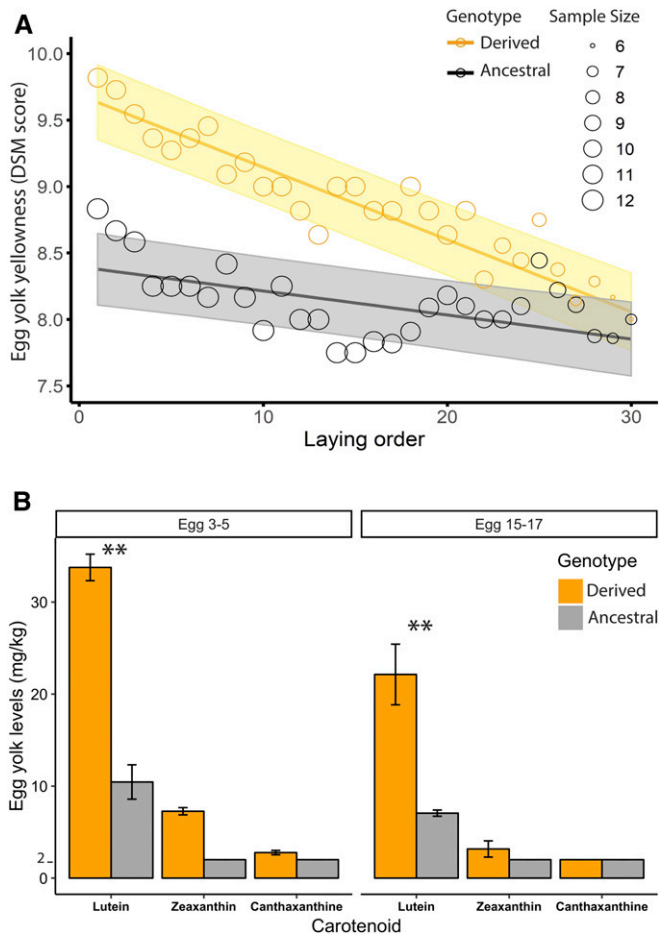 A
Genotype
Derived
Ancestral
Sample Size
6
7
8
9
10
11
12
Egg yolk yellowness (DSM score)
10.0
9.5
9.0
8.5
8.0
7.5
0
10
20
30
Laying order
B
Egg 3-5
Egg 15-17
**
**
Genotype
Derived
Ancestral
Egg yolk levels (mg/kg)
30
20
10
2
0
Lutein
Zeaxanthin
Canthaxanthine
Lutein
Zeaxanthin
Canthaxanthine
Carotenoid